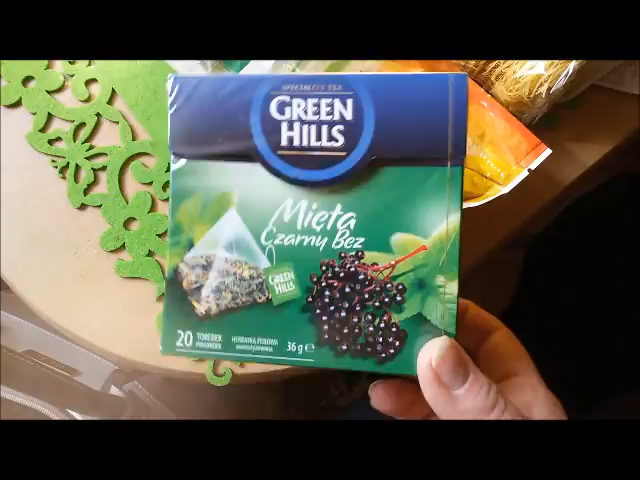 SPECIALITY TEA
GREEN
HILLS
Mięta
Czarny Bez
GREEN
HILLS
20 TOREBEK
HERBATKA ZIOŁOWA
36 g ℮